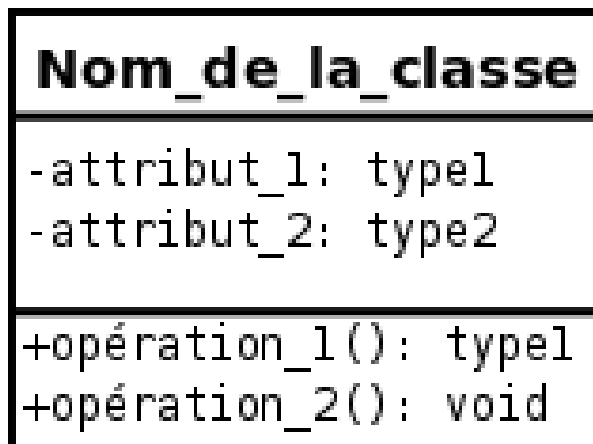 Nom_de_la_classe
-attribut_1: type1
-attribut_2: type2
+opération_1(): type1
+opération_2(): void